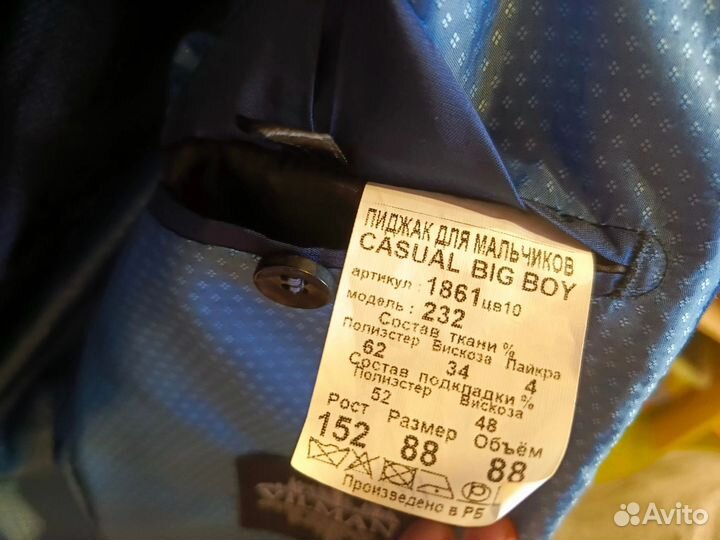 ПИДЖАК ДЛЯ МАЛЬЧИКОВ
CASUAL BIG BOY
артикул : 1861цв10
модель : 232
Состав ткани %
Полиэстер Вискоза Лайкра
62 34 4
Состав подкладки %
Полиэстер Вискоза
52 48
Рост Размер Объём
152 88 88
Произведено в РБ
Avito